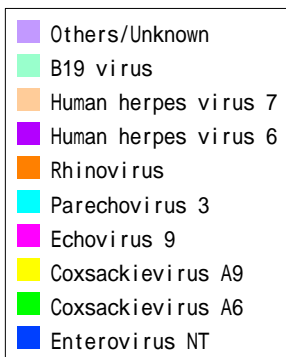 Others/Unknown
B19 virus
Human herpes virus 7
Human herpes virus 6
Rhinovirus
Parechovirus 3
Echovirus 9
Coxsackievirus A9
Coxsackievirus A6
Enterovirus NT